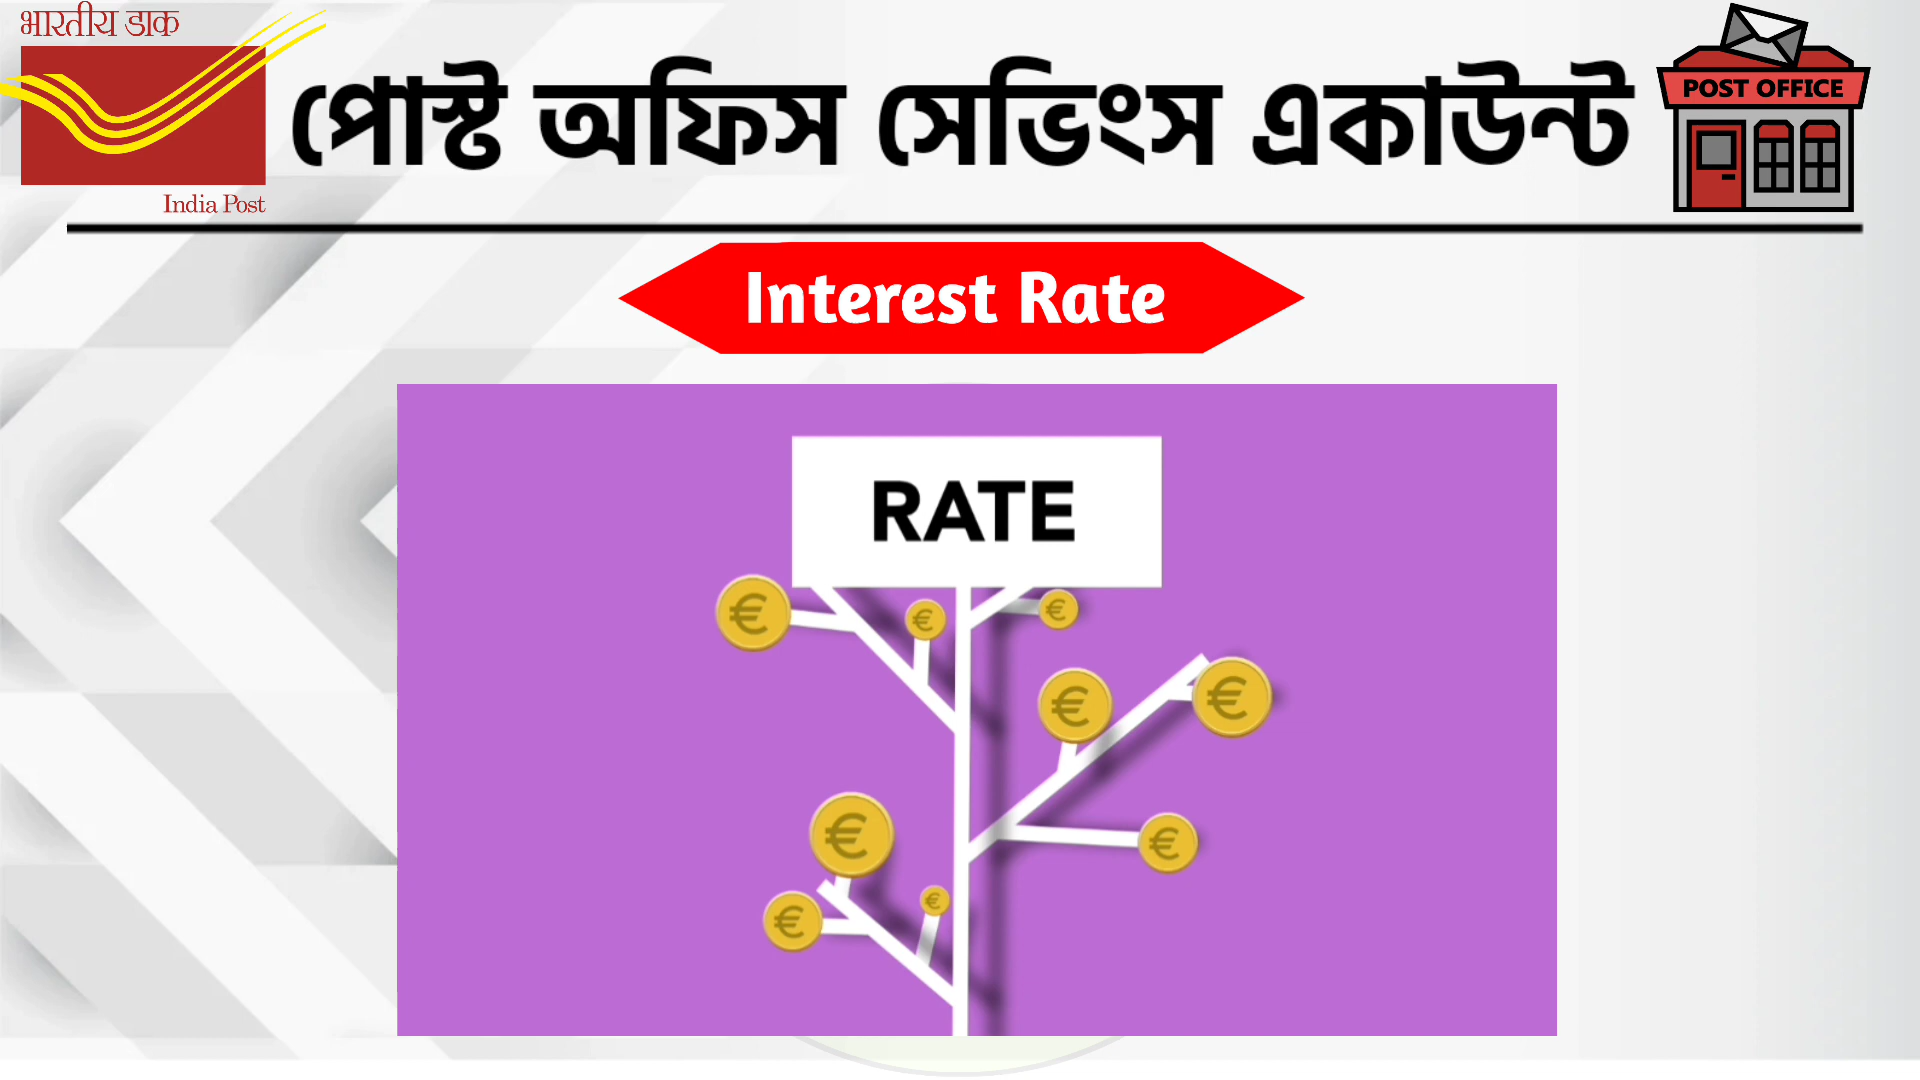 भारतीय डाक
India Post
পোস্ট অফিস সেভিংস একাউন্ট
POST OFFICE
Interest Rate
RATE